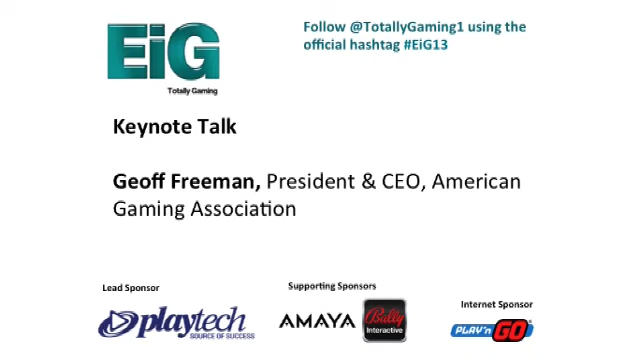 EiG
Totally Gaming
Follow @TotallyGaming1 using the
official hashtag #EiG13
Keynote Talk
Geoff Freeman, President & CEO, American
Gaming Association
Lead Sponsor
Supporting Sponsors
Internet Sponsor
playtech
SOURCE OF SUCCESS
AMAYA
Bally
Interactive
PLAY'n GO